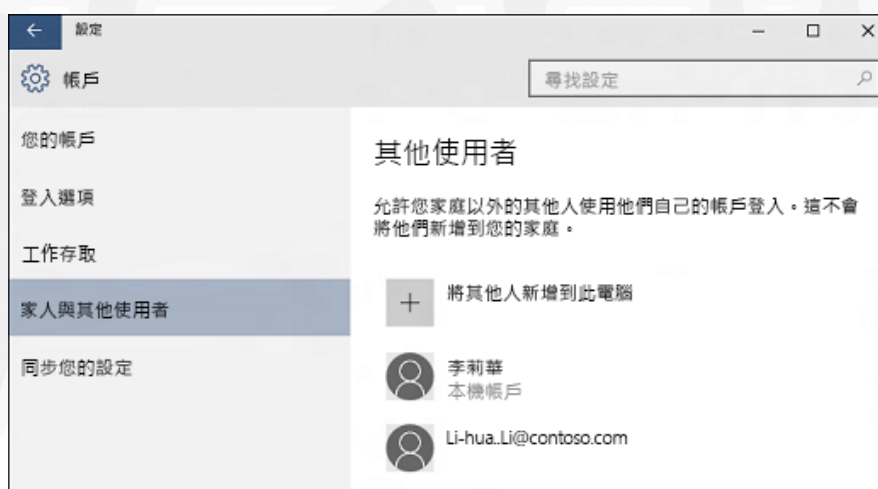 設定
帳戶
尋找設定
您的帳戶
登入選項
工作存取
家人與其他使用者
同步您的設定
其他使用者
允許您家庭以外的其他人使用他們自己的帳戶登入。這不會
將他們新增到您的家庭。
將其他人新增到此電腦
李莉華
本機帳戶
Li-hua..Li@contoso.com